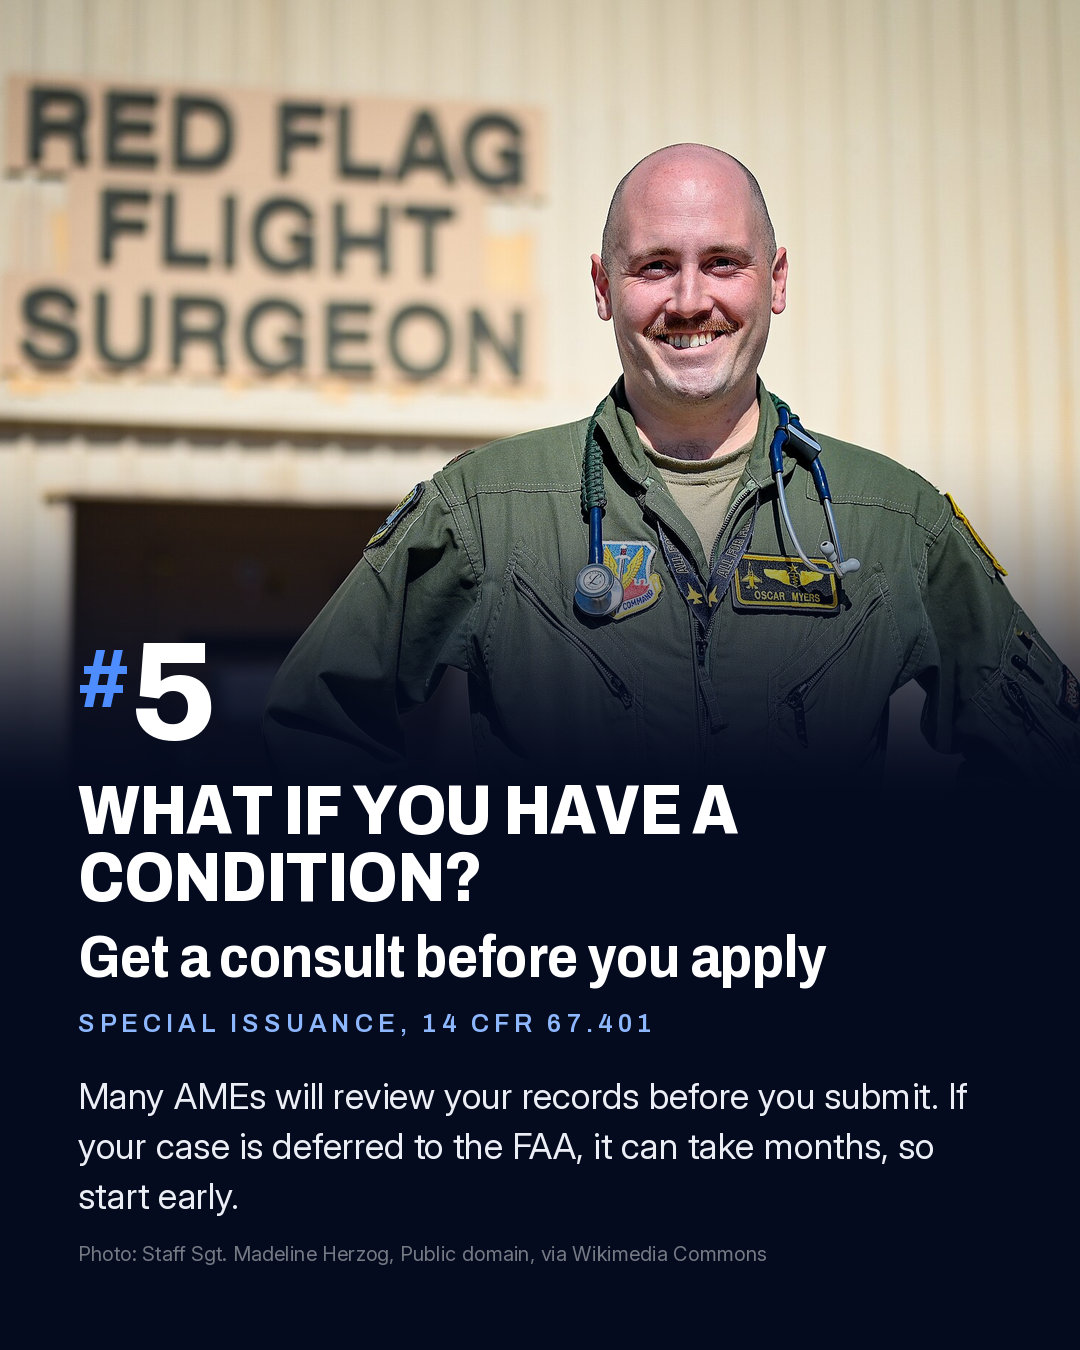 RED FLAG
FLIGHT
SURGEON
COMMAND
ALL FOR
OSCAR MYERS
#5
WHAT IF YOU HAVE A
CONDITION?
Get a consult before you apply
SPECIAL ISSUANCE, 14 CFR 67.401
Many AMEs will review your records before you submit. If
your case is deferred to the FAA, it can take months, so
start early.
Photo: Staff Sgt. Madeline Herzog, Public domain, via Wikimedia Commons